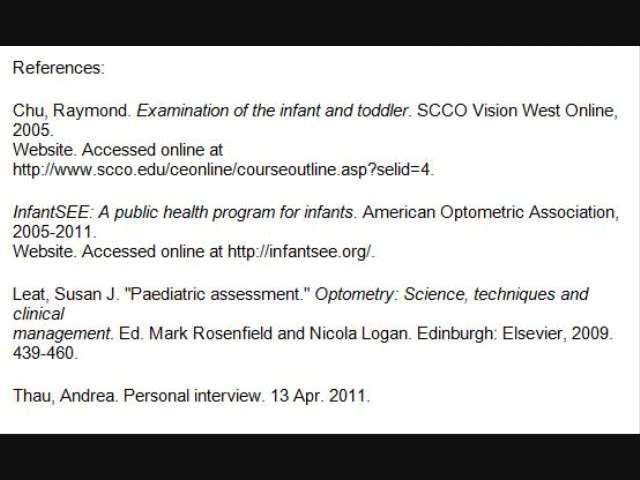 References:
Chu, Raymond. Examination of the infant and toddler. SCCO Vision West Online,
2005.
Website. Accessed online at
http://www.scco.edu/ceonline/courseoutline.asp?selid=4.
InfantSEE: A public health program for infants. American Optometric Association,
2005-2011.
Website. Accessed online at http://infantsee.org/.
Leat, Susan J. "Paediatric assessment." Optometry: Science, techniques and
clinical
management. Ed. Mark Rosenfield and Nicola Logan. Edinburgh: Elsevier, 2009.
439-460.
Thau, Andrea. Personal interview. 13 Apr. 2011.